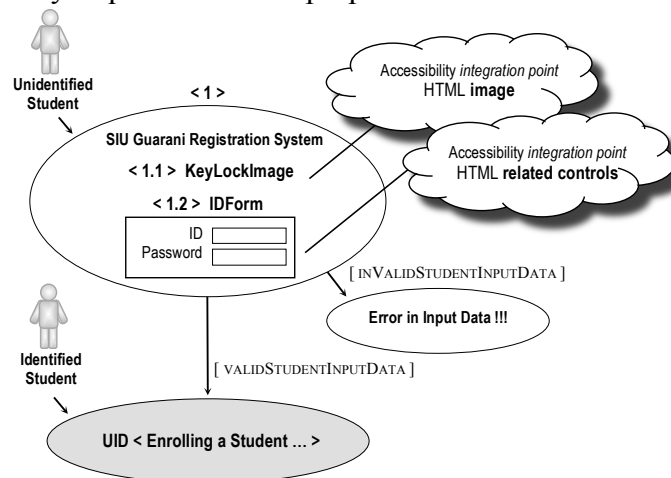 Unidentified
Student
< 1 >
SIU Guarani Registration System
< 1.1 > KeyLockImage
< 1.2 > IDForm
ID
Password
Accessibility integration point
HTML image
Accessibility integration point
HTML related controls
[ INVALIDSTUDENTINPUTDATA ]
Error in Input Data !!!
Identified
Student
[ VALIDSTUDENTINPUTDATA ]
UID < Enrolling a Student … >